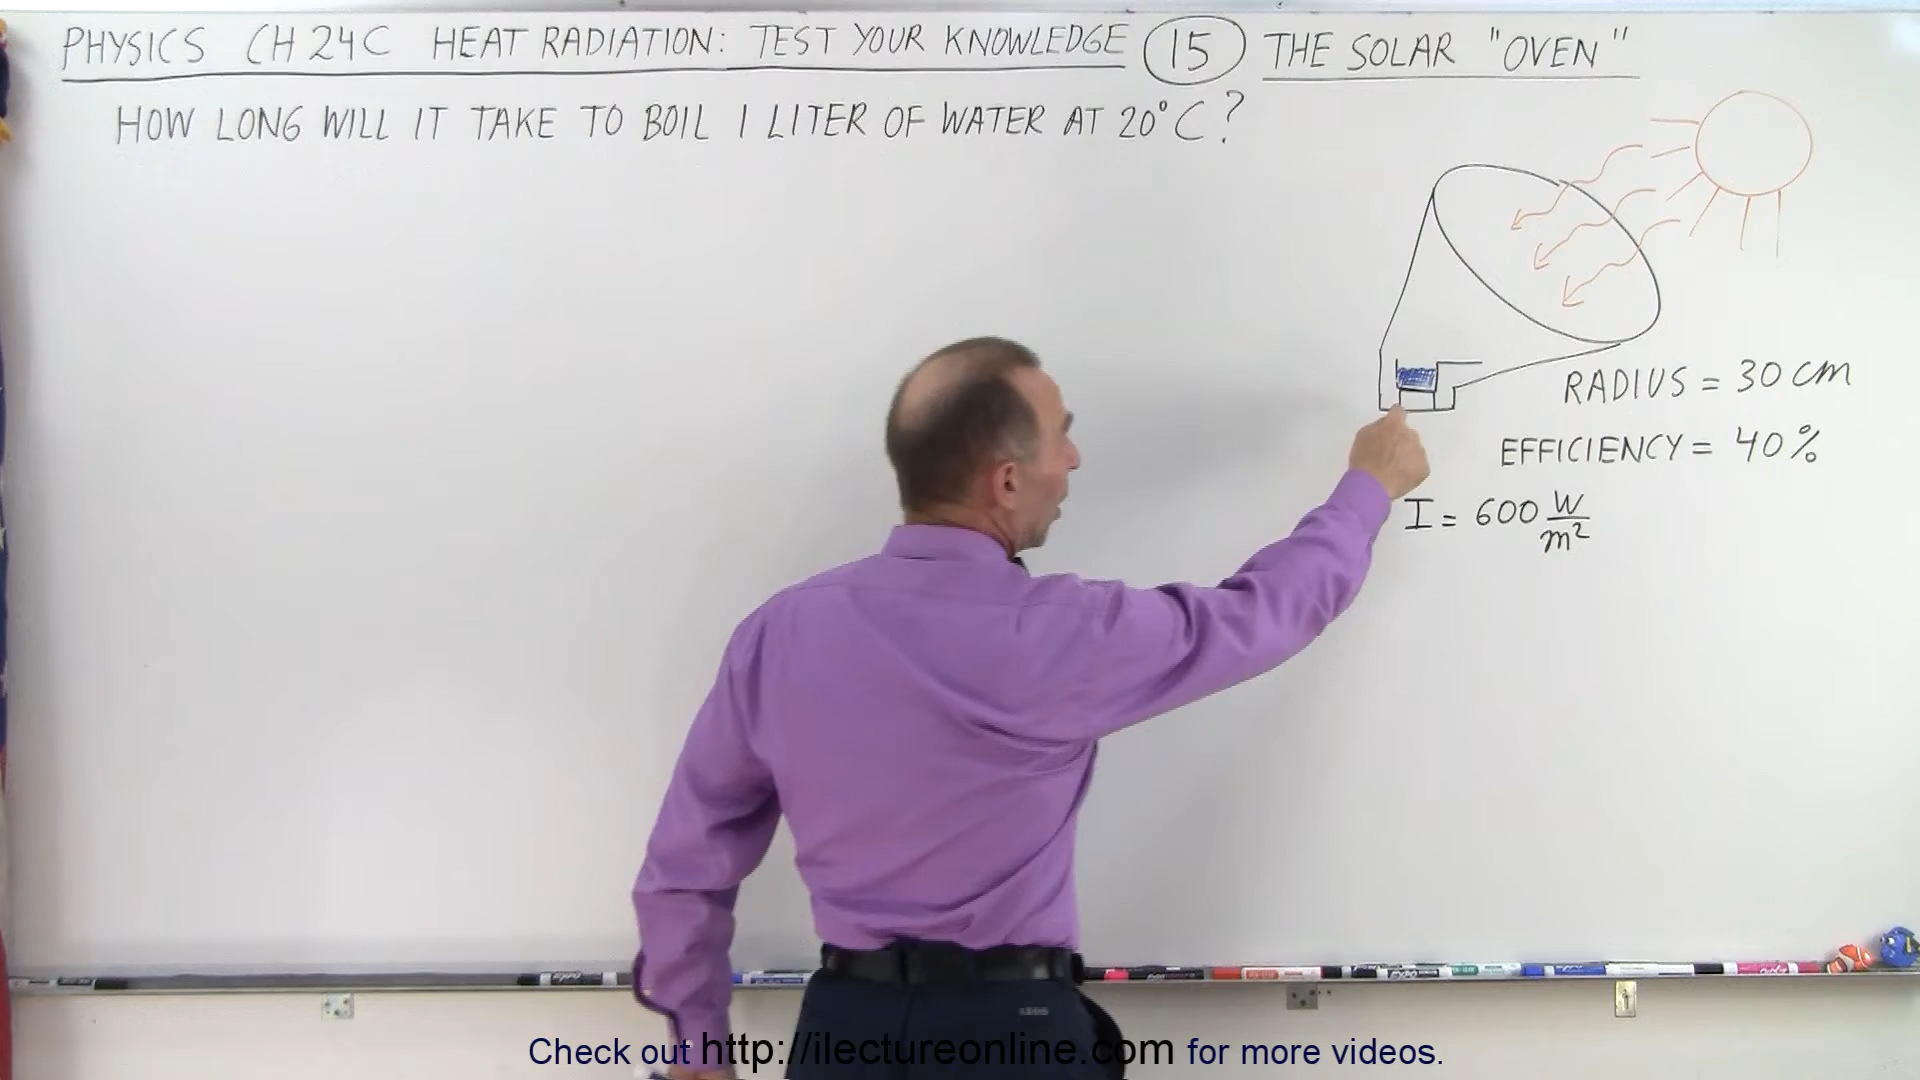 PHYSICS CH 24C HEAT RADIATION: TEST YOUR KNOWLEDGE 15 THE SOLAR "OVEN"
HOW LONG WILL IT TAKE TO BOIL 1 LITER OF WATER AT 20°C?
RADIUS = 30 cm
EFFICIENCY = 40%
I = 600 W/m²
Check out http://ilectureonline.com for more videos.